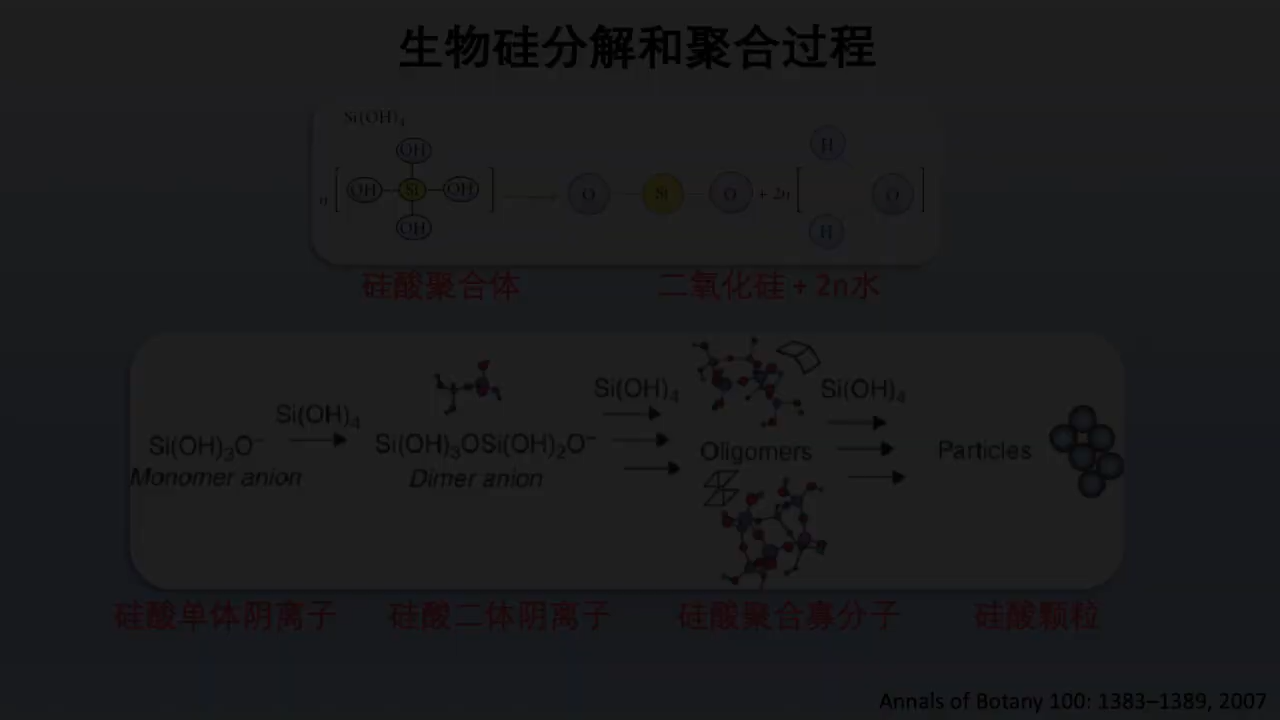 生物硅分解和聚合过程
Si(OH)₄
OH
n [ OH Si OH ] O Si O + 2n [ H O ]
OH H
硅酸聚合体 二氧化硅 + 2n水
Si(OH)₄ Si(OH)₄ Si(OH)₄
Si(OH)₃O⁻ Si(OH)₃OSi(OH)₂O⁻ Oligomers Particles
Monomer anion Dimer anion
硅酸单体阴离子 硅酸二体阴离子 硅酸聚合寡分子 硅酸颗粒
Annals of Botany 100: 1383–1389, 2007